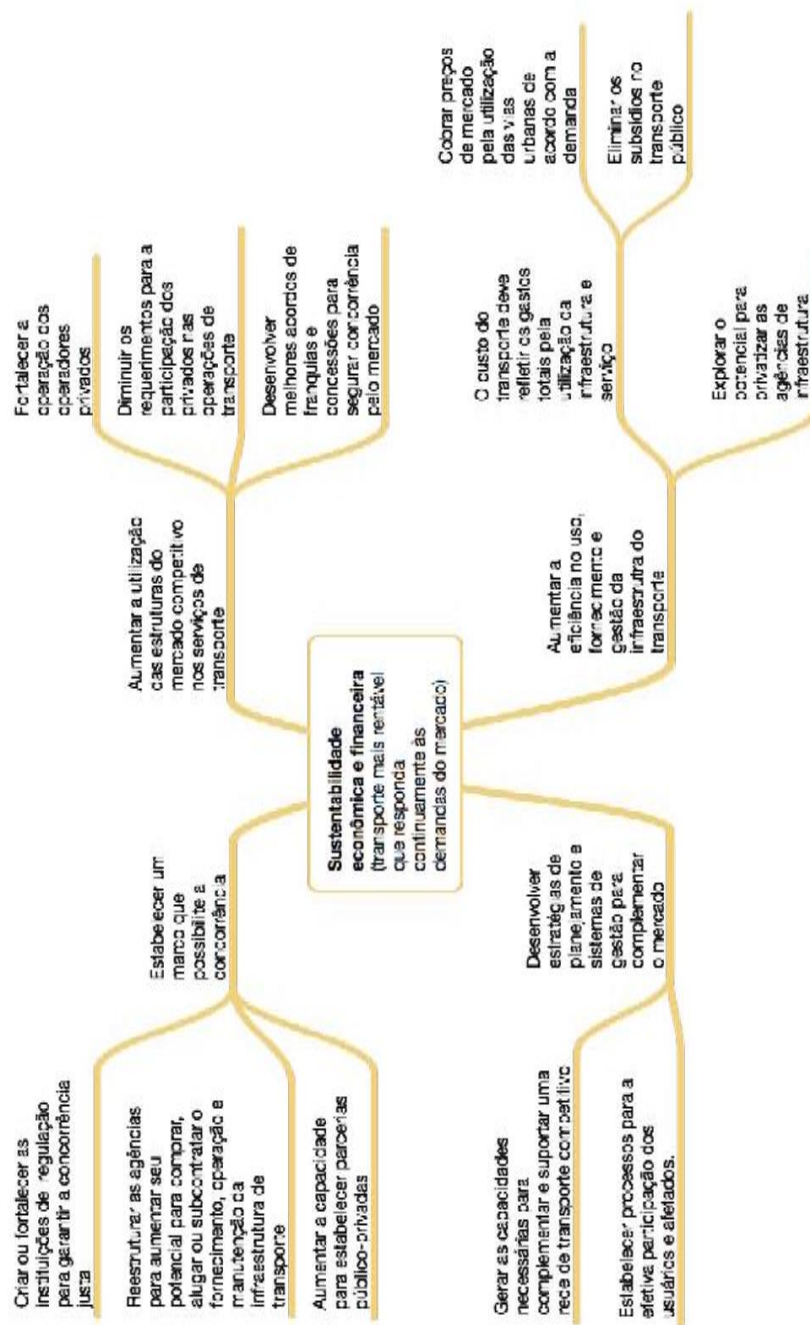 Criar ou fortalecer as
instituições de regulação
para garantir a concorrência
justa
Reestruturar as agências
para aumentar seu
potencial para comprar,
alugar ou subcontratar o
fornecimento, operação e
manutenção da
infraestrutura de
transporte
Aumentar a capacidade
para estabelecer parcerias
público-privadas
Estabelecer um
marco que
possibilite a
concorrência
Aumentar a utilização
das estruturas do
mercado competitivo
nos serviços de
transporte
Fortalecer a
operação dos
operadores
privados
Diminuir os
requerimentos para a
participação dos
privados nas
operações de
transporte
Desenvolver
melhores acordos de
franquias e
concessões para
segurar concorrência
pelo mercado
Sustentabilidade
econômica e financeira
(transporte mais rentável
que responda
continuamente às
demandas do mercado)
Gerar as capacidades
necessárias para
complementar e suportar uma
rede de transporte competitivo
Estabelecer processos para a
efetiva participação dos
usuários e afetados.
Desenvolver
estratégias de
planejamento e
sistemas de
gestão para
complementar
o mercado
Aumentar a
eficiência no uso,
fornecimento e
gestão da
infraestrutra do
transporte
O custo do
transporte deve
refletir os gastos
totais pela
utilização da
infraestrutura e
serviço
Cobrar preços
de mercado
pela utilização
das vias
urbanas de
acordo com a
demanda
Eliminar os
subsídios no
transporte
público
Explorar o
potencial para
privatizar as
agências de
infraestrutura